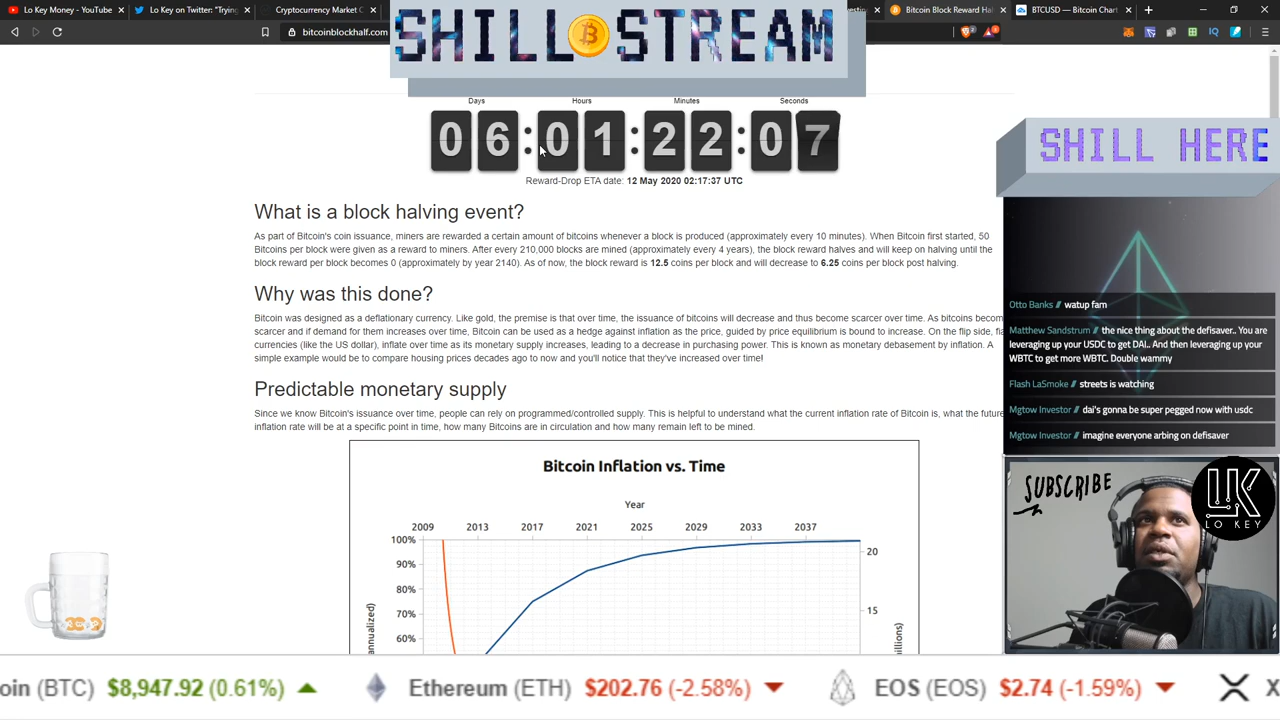 Lo Key Money - YouTube
Lo Key on Twitter: "Trying
Cryptocurrency Market C
esting
Bitcoin Block Reward Hal
BTCUSD — Bitcoin Chart
bitcoinblockhalf.com
IQ
SHILL STREAM
Days Hours Minutes Seconds
06:01:22:07
Reward-Drop ETA date: 12 May 2020 02:17:37 UTC
What is a block halving event?
As part of Bitcoin's coin issuance, miners are rewarded a certain amount of bitcoins whenever a block is produced (approximately every 10 minutes). When Bitcoin first started, 50
Bitcoins per block were given as a reward to miners. After every 210,000 blocks are mined (approximately every 4 years), the block reward halves and will keep on halving until the
block reward per block becomes 0 (approximately by year 2140). As of now, the block reward is 12.5 coins per block and will decrease to 6.25 coins per block post halving.
Why was this done?
Bitcoin was designed as a deflationary currency. Like gold, the premise is that over time, the issuance of bitcoins will decrease and thus become scarcer over time. As bitcoins becom
scarcer and if demand for them increases over time, Bitcoin can be used as a hedge against inflation as the price, guided by price equilibrium is bound to increase. On the flip side, fia
currencies (like the US dollar), inflate over time as its monetary supply increases, leading to a decrease in purchasing power. This is known as monetary debasement by inflation. A
simple example would be to compare housing prices decades ago to now and you'll notice that they've increased over time!
Predictable monetary supply
Since we know Bitcoin's issuance over time, people can rely on programmed/controlled supply. This is helpful to understand what the current inflation rate of Bitcoin is, what the future
inflation rate will be at a specific point in time, how many Bitcoins are in circulation and how many remain left to be mined.
Bitcoin Inflation vs. Time
Year
2009 2013 2017 2021 2025 2029 2033 2037
100%
90%
80%
70%
60%
20
15
annualized)
illions)
SHILL HERE
Otto Banks // watup fam
Matthew Sandstrum // the nice thing about the defisaver.. You are
leveraging up your USDC to get DAI.. And then leveraging up your
WBTC to get more WBTC. Double wammy
Flash LaSmoke // streets is watching
Mgtow Investor // dai's gonna be super pegged now with usdc
Mgtow Investor // imagine everyone arbing on defisaver
SUBSCRIBE
LK
LO KEY
oin (BTC) $8,947.92 (0.61%) Ethereum (ETH) $202.76 (-2.58%) EOS (EOS) $2.74 (-1.59%) X